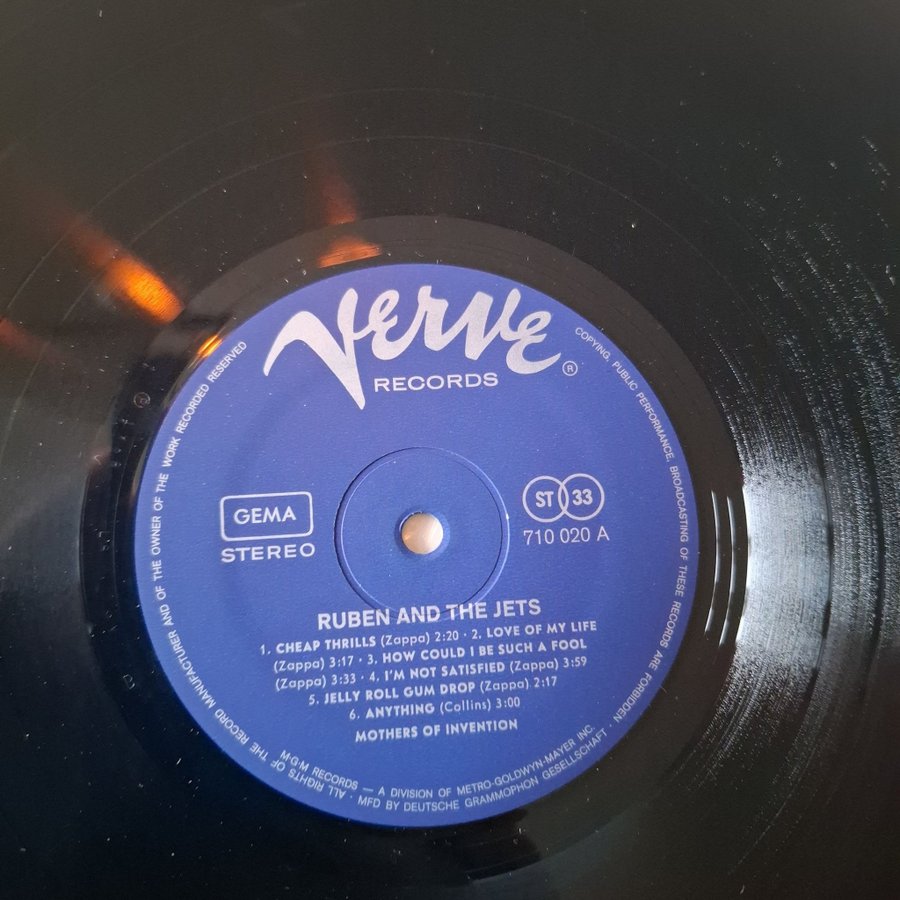 Verve
RECORDS ®
GEMA
STEREO
ST 33
710 020 A
RUBEN AND THE JETS
1. CHEAP THRILLS (Zappa) 2:20 · 2. LOVE OF MY LIFE
(Zappa) 3:17 · 3. HOW COULD I BE SUCH A FOOL
(Zappa) 3:33 · 4. I'M NOT SATISFIED (Zappa) 3:59
5. JELLY ROLL GUM DROP (Zappa) 2:17
6. ANYTHING (Collins) 3:00
MOTHERS OF INVENTION
M·G·M RECORDS — A DIVISION OF METRO-GOLDWYN-MAYER INC.
ALL RIGHTS OF THE RECORD MANUFACTURER AND OF THE OWNER OF THE WORK RECORDED RESERVED
COPYING, PUBLIC PERFORMANCE, BROADCASTING OF THESE RECORDS ARE FORBIDDEN · MFD BY DEUTSCHE GRAMMOPHON GESELLSCHAFT ·